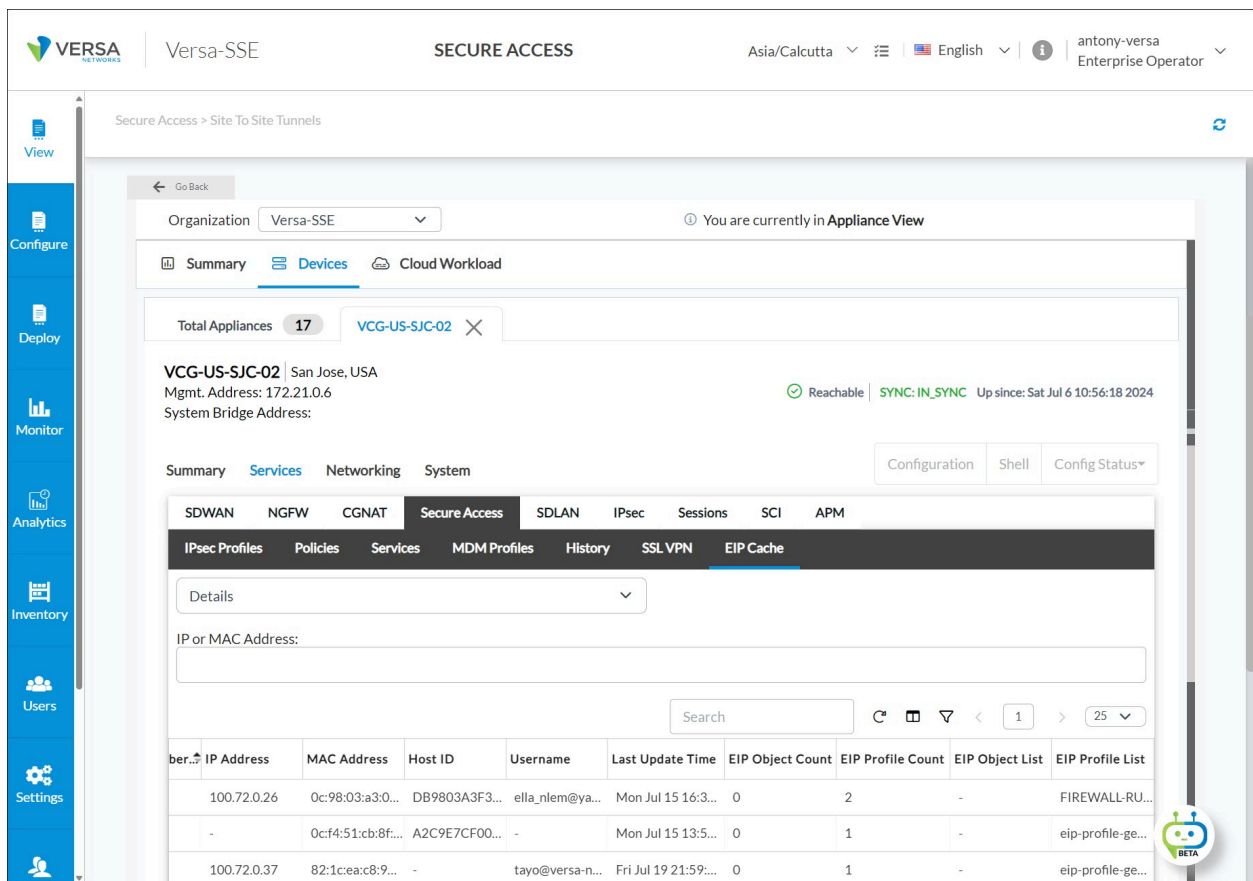 VERSA
NETWORKS
Versa-SSE
SECURE ACCESS
Asia/Calcutta
English
antony-versa
Enterprise Operator
View
Configure
Deploy
Monitor
Analytics
Inventory
Users
Settings
Secure Access > Site To Site Tunnels
Go Back
Organization Versa-SSE
You are currently in Appliance View
Summary Devices Cloud Workload
Total Appliances 17 VCG-US-SJC-02
VCG-US-SJC-02 San Jose, USA
Mgmt. Address: 172.21.0.6
System Bridge Address:
Reachable SYNC: IN_SYNC Up since: Sat Jul 6 10:56:18 2024
Summary Services Networking System
Configuration Shell Config Status
SDWAN NGFW CGNAT Secure Access SDLAN IPsec Sessions SCI APM
IPsec Profiles Policies Services MDM Profiles History SSL VPN EIP Cache
Details
IP or MAC Address:
Search 1 25
ber... IP Address MAC Address Host ID Username Last Update Time EIP Object Count EIP Profile Count EIP Object List EIP Profile List
100.72.0.26 0c:98:03:a3:0... DB9803A3F3... ella_nlem@ya... Mon Jul 15 16:3... 0 2 - FIREWALL-RU...
- 0c:f4:51:cb:8f:... A2C9E7CF00... - Mon Jul 15 13:5... 0 1 - eip-profile-ge...
100.72.0.37 82:1c:ea:c8:9... - tayo@versa-n... Fri Jul 19 21:59:... 0 1 - eip-profile-ge...
BETA